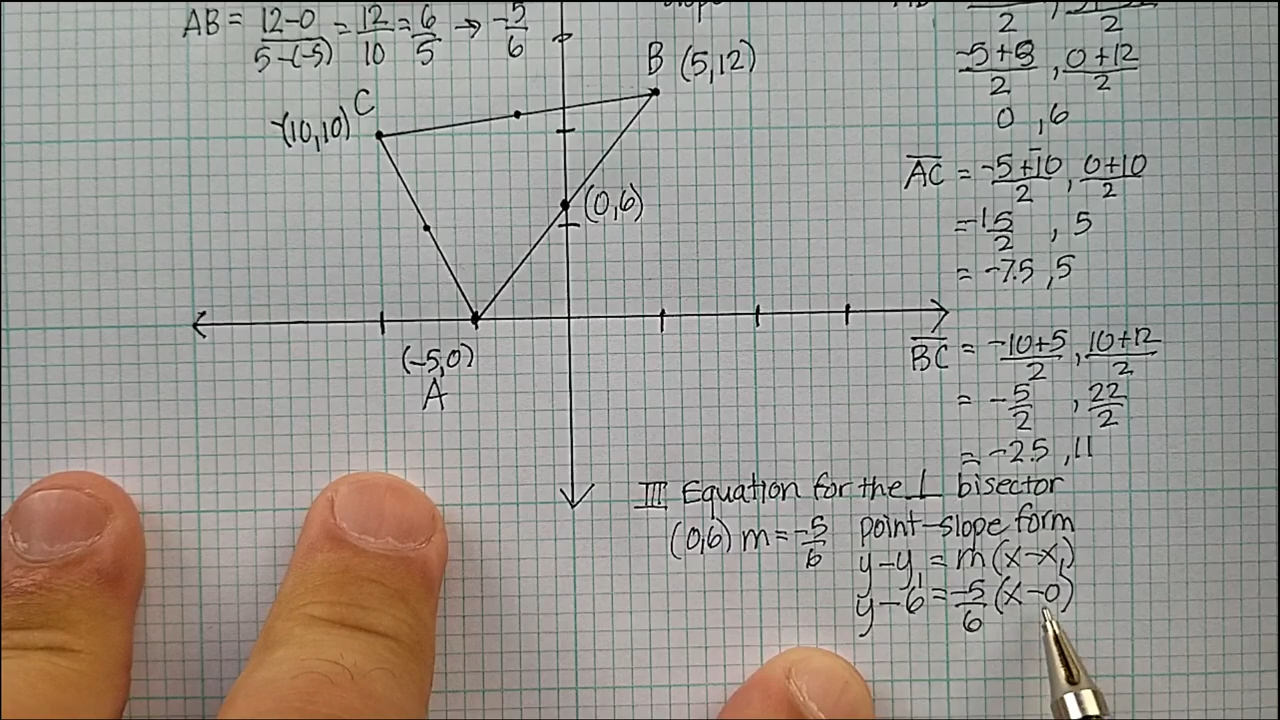 AB = 12-0/5-(-5) = 12/10 = 6/5 → -5/6
slope
2 , 2
-5+5/2 , 0+12/2
0 , 6
B (5,12)
C
-(10,10)
(0,6)
(-5,0)
A
AC = -5+-10/2 , 0+10/2
= -15/2 , 5
= -7.5 , 5
BC = -10+5/2 , 10+12/2
= -5/2 , 22/2
= -2.5 , 11
III Equation for the ⊥ bisector
(0,6) m = -5/6 point-slope form
y-y₁ = m(x-x₁)
y-6 = -5/6 (x-0)